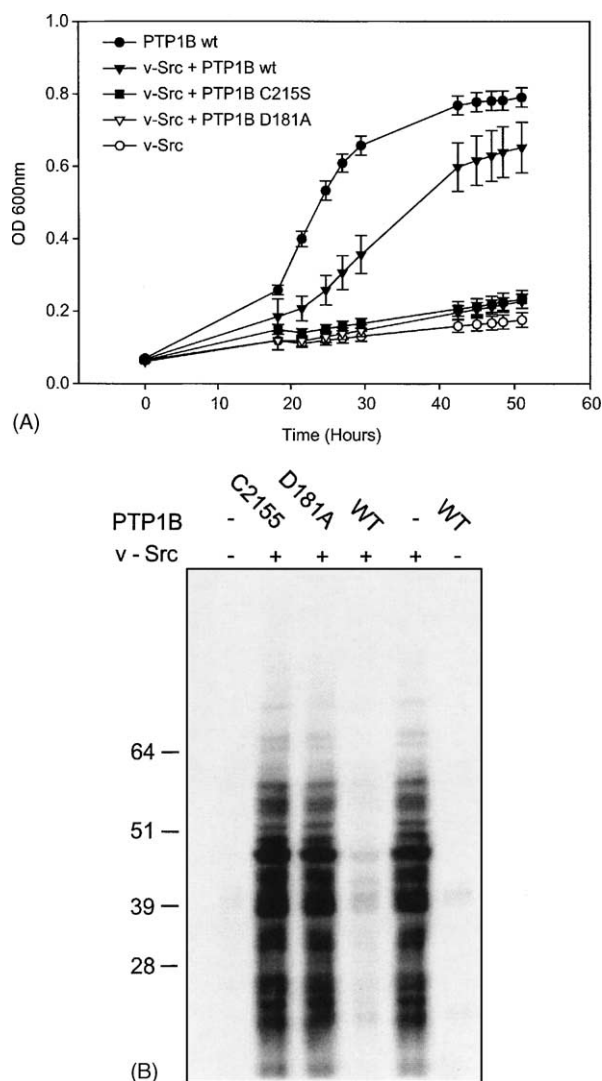 1.0
0.8
0.6
0.4
0.2
0.0
OD 600nm
PTP1B wt
v-Src + PTP1B wt
v-Src + PTP1B C215S
v-Src + PTP1B D181A
v-Src
0 10 20 30 40 50 60
Time (Hours)
(A)
PTP1B - C2155 D181A WT - WT
v - Src - + + + + -
64
51
39
28
(B)